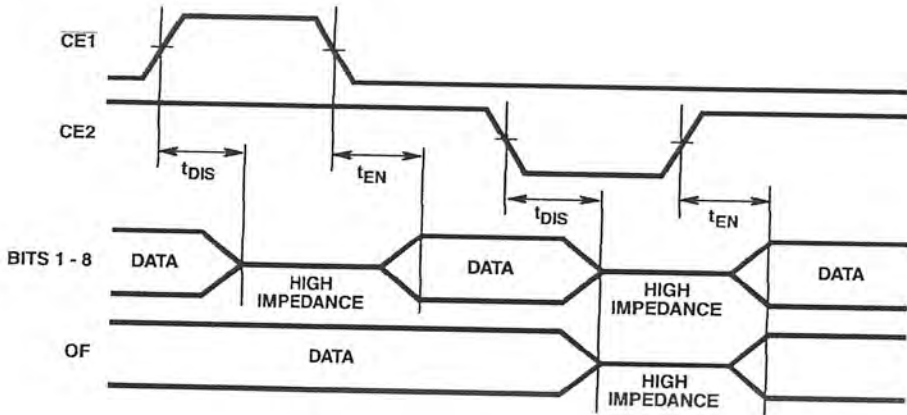 CE1
CE2
tDIS
tEN
tDIS
tEN
BITS 1 - 8
DATA
HIGH
IMPEDANCE
DATA
HIGH
IMPEDANCE
DATA
OF
DATA
HIGH
IMPEDANCE